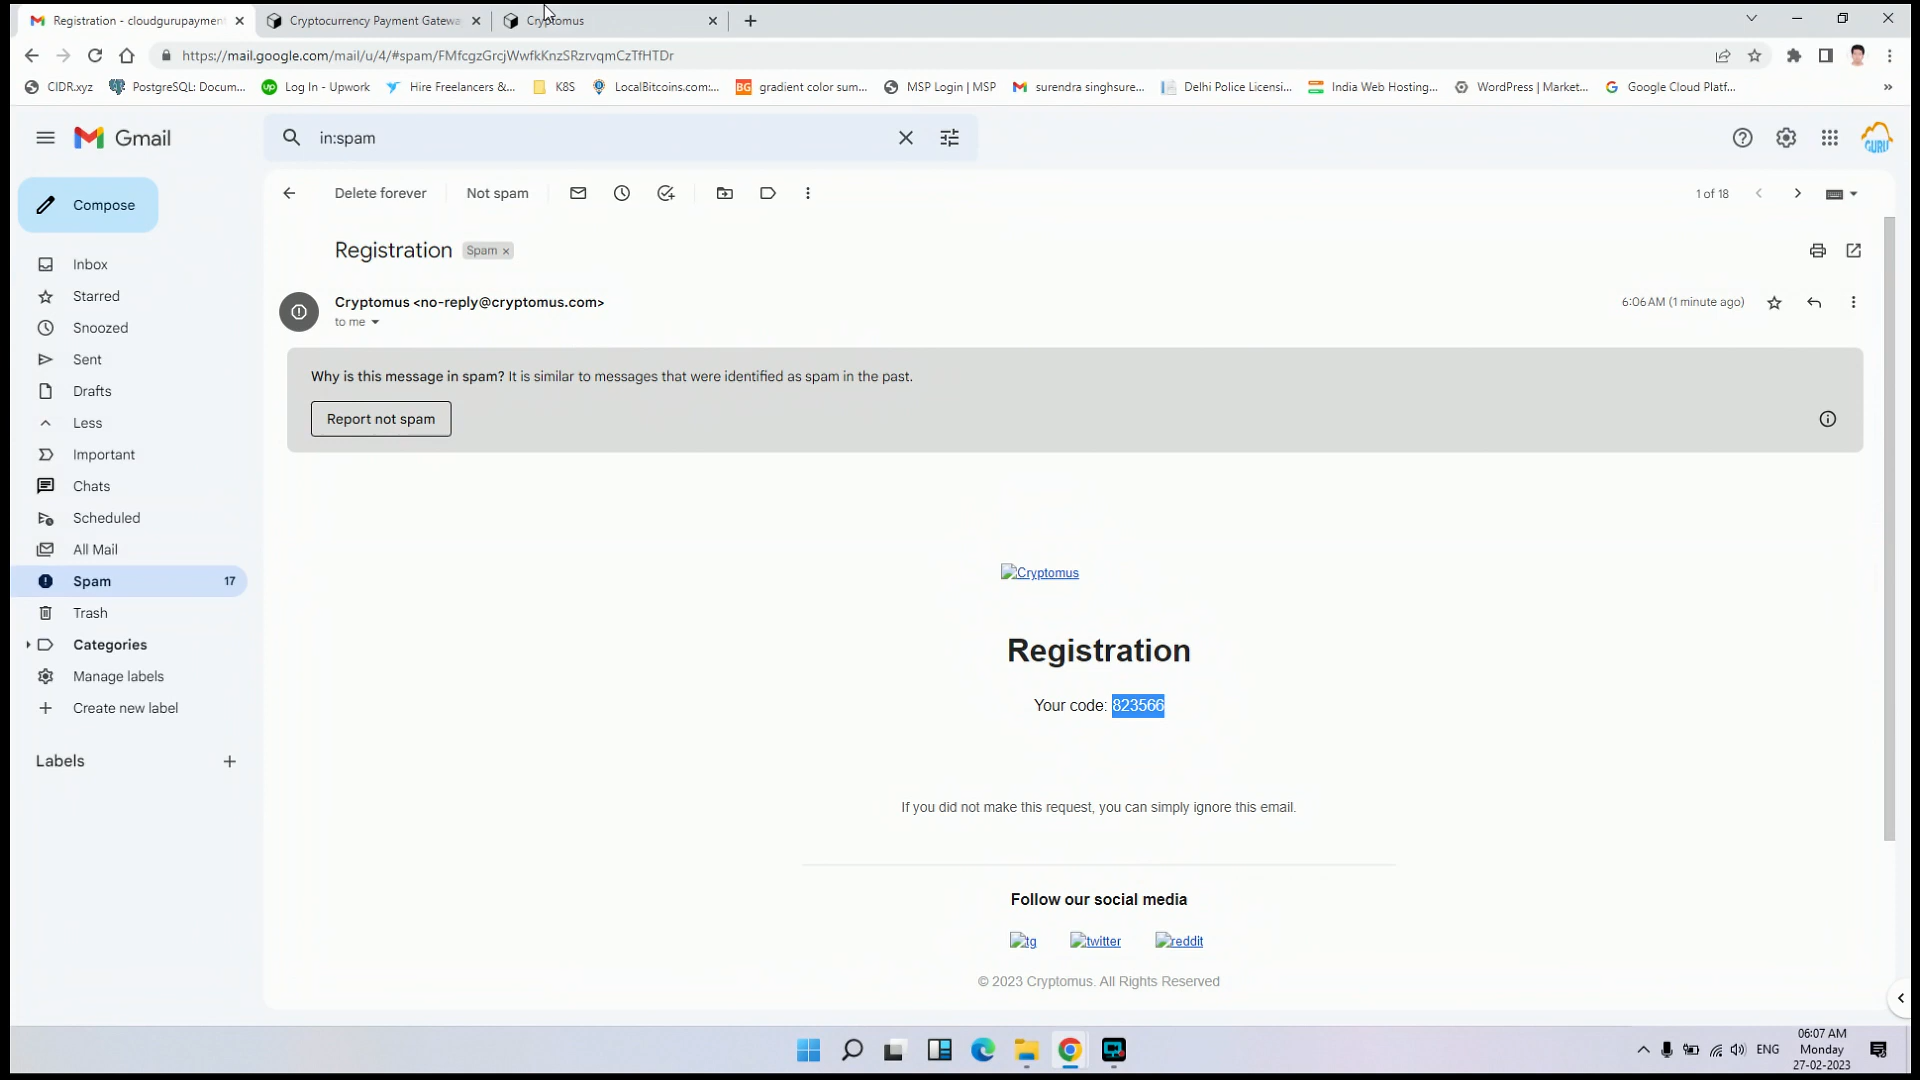 Registration - cloudgurupayment
Cryptocurrency Payment Gatewa
Cryptomus
https://mail.google.com/mail/u/4/#spam/FMfcgzGrcjWwfkKnzSRzrvqmCzTfHTDr
CIDR.xyz
PostgreSQL: Docum...
Log In - Upwork
Hire Freelancers &...
K8S
LocalBitcoins.com:...
gradient color sum...
MSP Login | MSP
surendra singhsure...
Delhi Police Licensi...
India Web Hosting...
WordPress | Market...
Google Cloud Platf...
Gmail
in:spam
GURU
Compose
Delete forever
Not spam
1 of 18
Inbox
Starred
Snoozed
Sent
Drafts
Less
Important
Chats
Scheduled
All Mail
Spam 17
Trash
Categories
Manage labels
Create new label
Labels
Registration Spam x
Cryptomus <no-reply@cryptomus.com>
6:06 AM (1 minute ago)
to me
Why is this message in spam? It is similar to messages that were identified as spam in the past.
Report not spam
Cryptomus
Registration
Your code: 823566
If you did not make this request, you can simply ignore this email.
Follow our social media
tg twitter reddit
© 2023 Cryptomus. All Rights Reserved
ENG
06:07 AM
Monday
27-02-2023